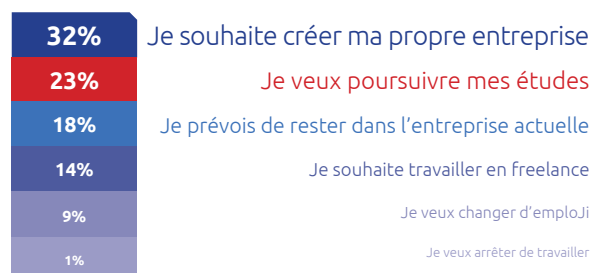 32% Je souhaite créer ma propre entreprise
23% Je veux poursuivre mes études
18% Je prévois de rester dans l’entreprise actuelle
14% Je souhaite travailler en freelance
9% Je veux changer d’emploJi
1% Je veux arrêter de travailler